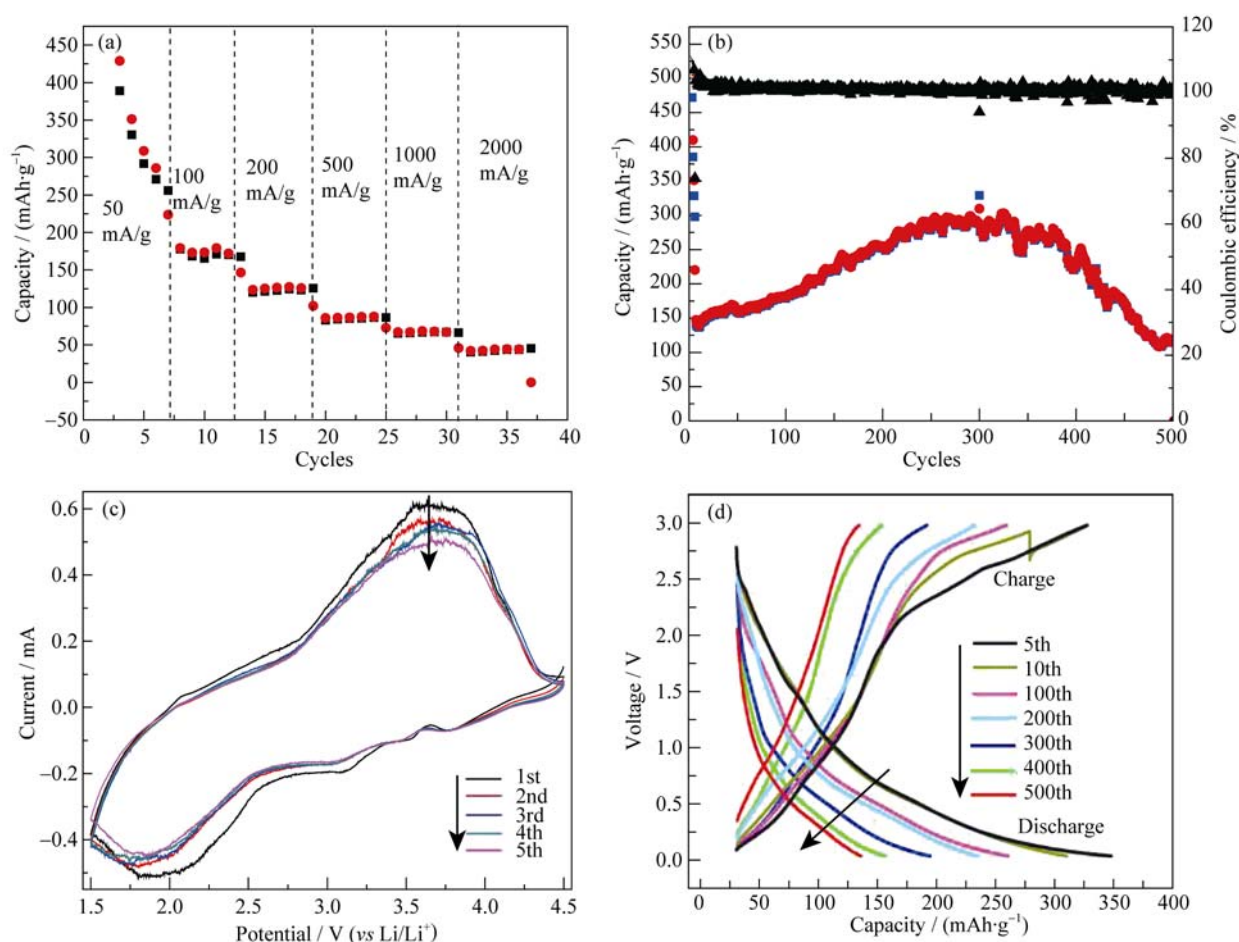 (a)
450
400
350
300
250
200
150
100
50
0
−50
Capacity / (mAh·g−1)
50
mA/g
100
mA/g
200
mA/g
500
mA/g
1000
mA/g
2000
mA/g
0 5 10 15 20 25 30 35 40
Cycles
(b)
550
500
450
400
350
300
250
200
150
100
50
0
Capacity / (mAh·g−1)
120
100
80
60
40
20
0
Coulombic efficiency / %
0 100 200 300 400 500
Cycles
(c)
0.6
0.4
0.2
0.0
−0.2
−0.4
Current / mA
1st
2nd
3rd
4th
5th
1.5 2.0 2.5 3.0 3.5 4.0 4.5
Potential / V (vs Li/Li+)
(d)
3.0
2.5
2.0
1.5
1.0
0.5
0.0
Voltage / V
Charge
5th
10th
100th
200th
300th
400th
500th
Discharge
0 50 100 150 200 250 300 350 400
Capacity / (mAh·g−1)